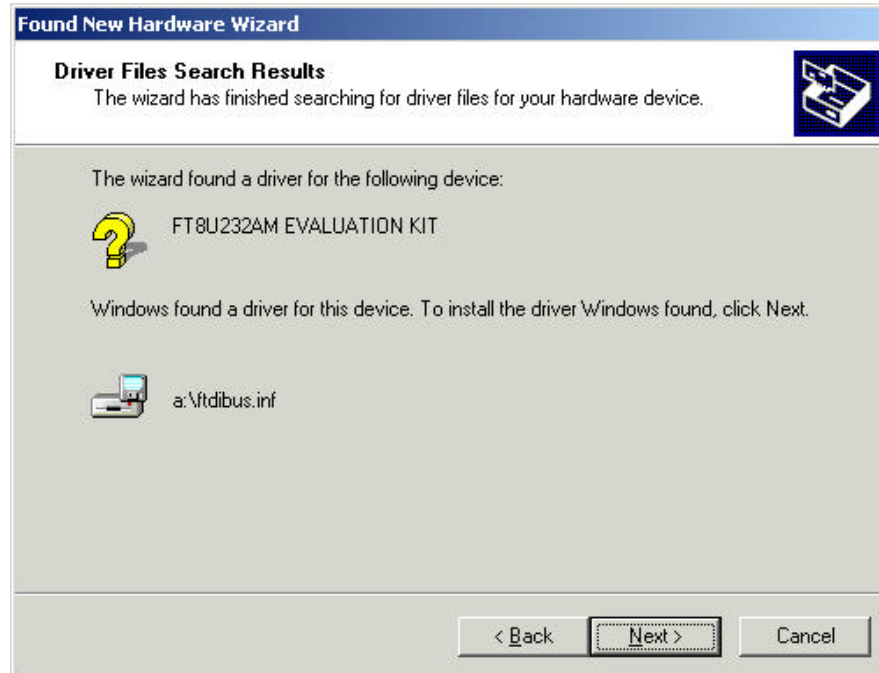 Found New Hardware Wizard
Driver Files Search Results
The wizard has finished searching for driver files for your hardware device.
The wizard found a driver for the following device:
FT8U232AM EVALUATION KIT
Windows found a driver for this device. To install the driver Windows found, click Next.
a:\ftdibus.inf
< Back Next > Cancel